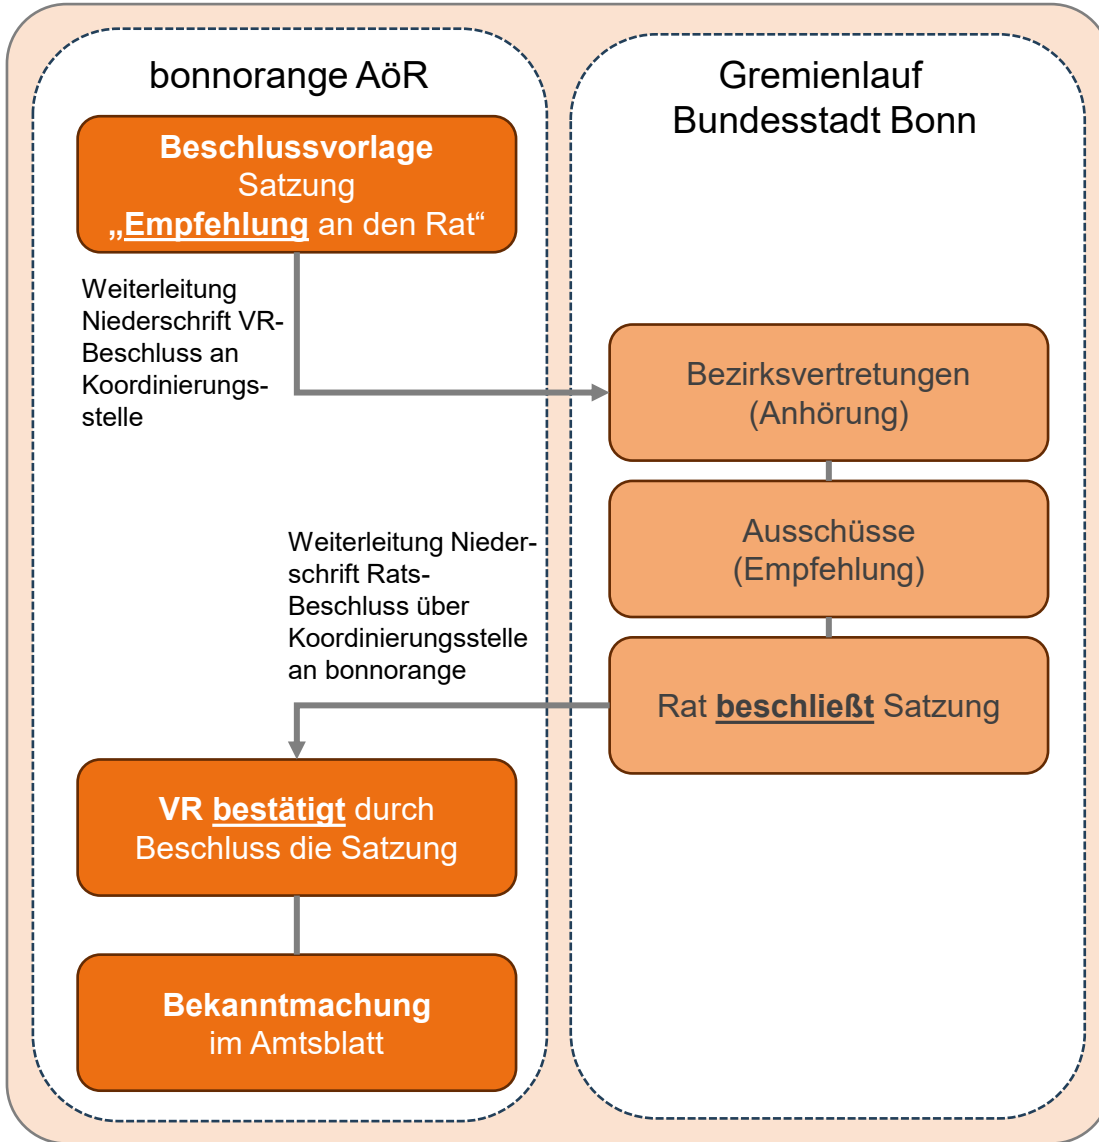 bonnorange AöR
Beschlussvorlage
Satzung
„Empfehlung an den Rat“
Weiterleitung
Niederschrift VR-
Beschluss an
Koordinierungs-
stelle
Gremienlauf
Bundesstadt Bonn
Bezirksvertretungen
(Anhörung)
Ausschüsse
(Empfehlung)
Rat beschließt Satzung
Weiterleitung Nieder-
schrift Rats-
Beschluss über
Koordinierungsstelle
an bonnorange
VR bestätigt durch
Beschluss die Satzung
Bekanntmachung
im Amtsblatt